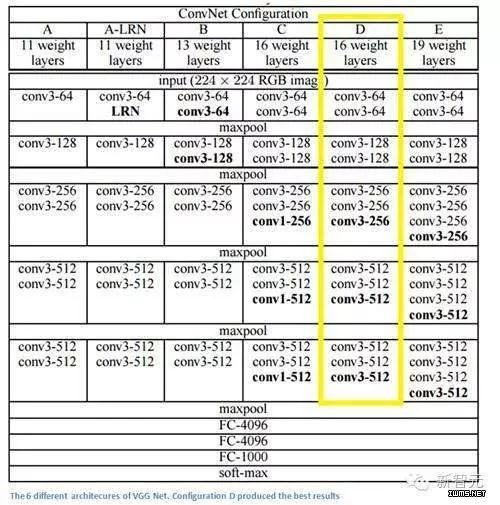 ConvNet Configuration
A A-LRN B C D E
11 weight 11 weight 13 weight 16 weight 16 weight 19 weight
layers layers layers layers layers layers
input (224 × 224 RGB image)
conv3-64 conv3-64 conv3-64 conv3-64 conv3-64 conv3-64
LRN conv3-64 conv3-64 conv3-64 conv3-64
maxpool
conv3-128 conv3-128 conv3-128 conv3-128 conv3-128 conv3-128
conv3-128 conv3-128 conv3-128 conv3-128
maxpool
conv3-256 conv3-256 conv3-256 conv3-256 conv3-256 conv3-256
conv3-256 conv3-256 conv3-256 conv3-256 conv3-256 conv3-256
conv1-256 conv3-256 conv3-256
conv3-256
maxpool
conv3-512 conv3-512 conv3-512 conv3-512 conv3-512 conv3-512
conv3-512 conv3-512 conv3-512 conv3-512 conv3-512 conv3-512
conv1-512 conv3-512 conv3-512
conv3-512
maxpool
conv3-512 conv3-512 conv3-512 conv3-512 conv3-512 conv3-512
conv3-512 conv3-512 conv3-512 conv3-512 conv3-512 conv3-512
conv1-512 conv3-512 conv3-512
conv3-512
maxpool
FC-4096
FC-4096
FC-1000
soft-max
The 6 different architecures of VGG Net. Configuration D produced the best results
新智元
IWMS.NET